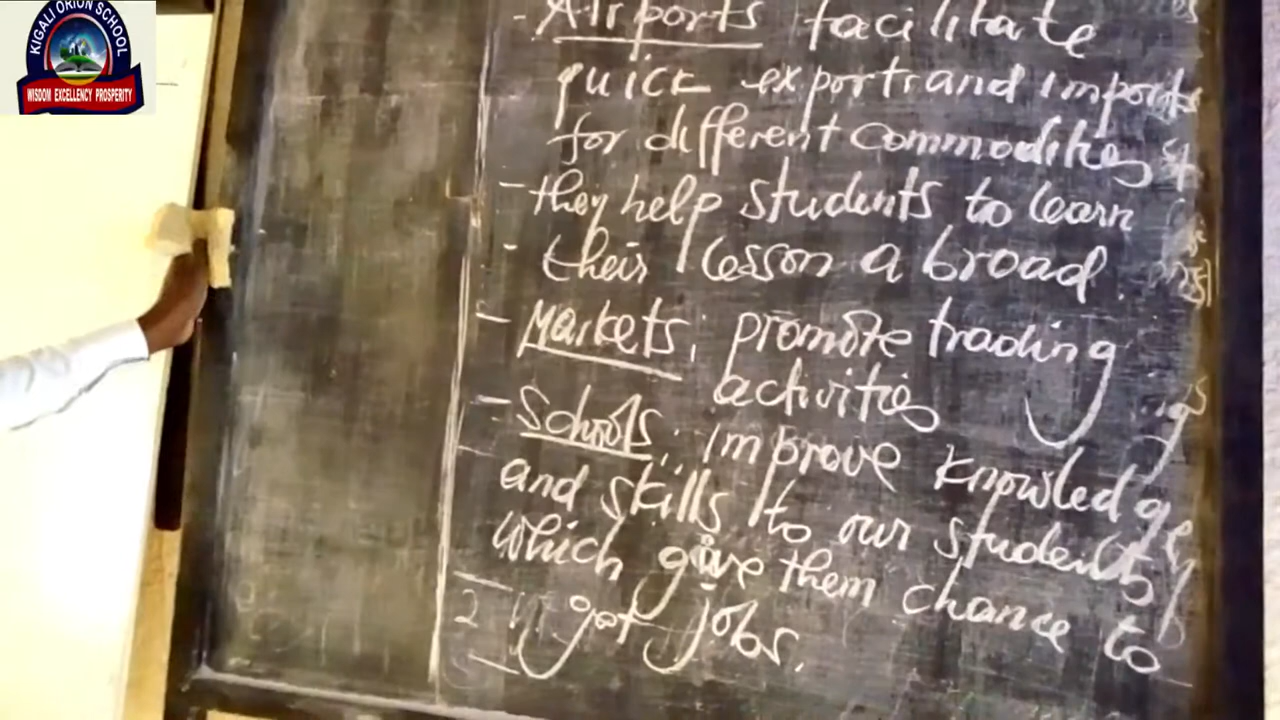 KIGALI ORION SCHOOL
WISDOM EXCELLENCY PROSPERITY
- Airports facilitate
quick exports and imports
for different commodities
- they help students to learn
- their lesson a broad.
- Markets; promote trading
activities
- Schools; improve knowledge
and skills to our students
which give them chance to
got jobs.